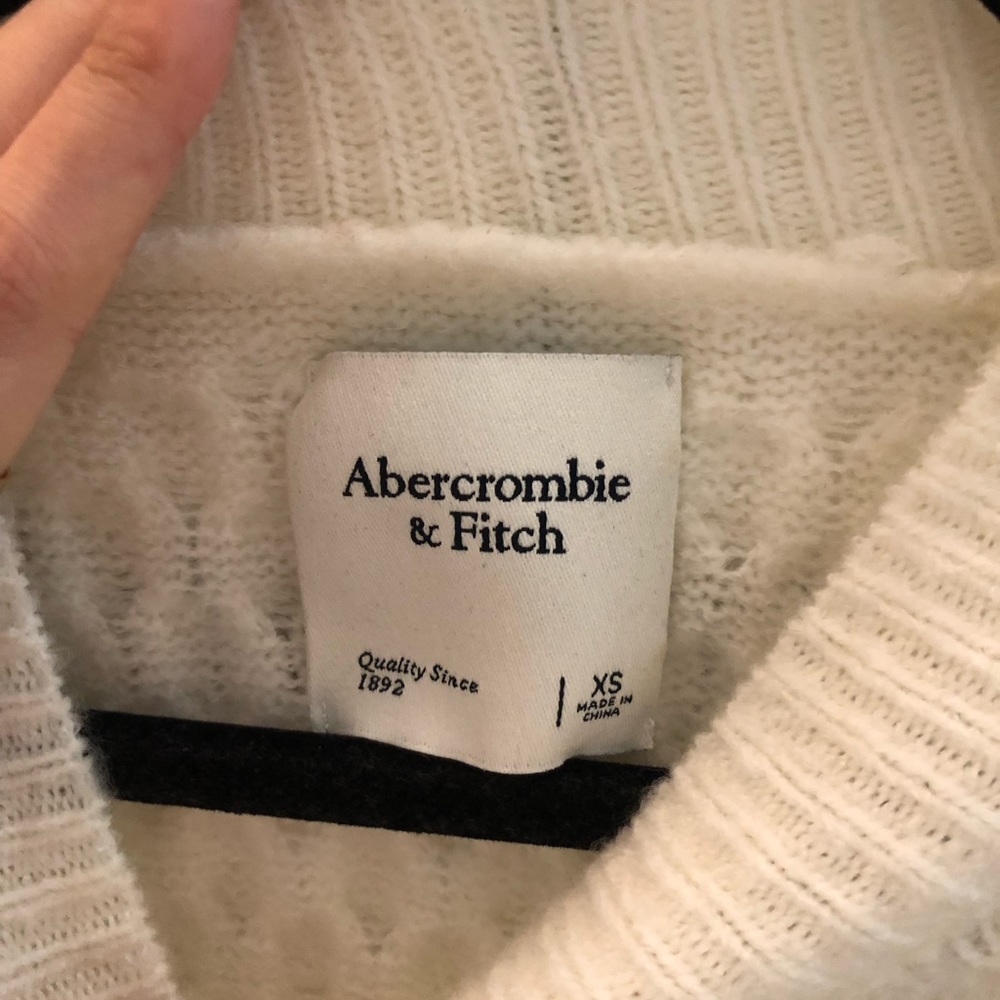 Abercrombie
& Fitch
Quality Since
1892
XS
MADE IN
CHINA